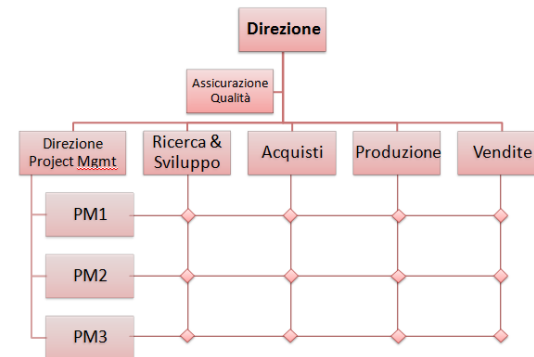 Direzione
Assicurazione
Qualità
Direzione
Project Mgmt
Ricerca &
Sviluppo
Acquisti
Produzione
Vendite
PM1
PM2
PM3